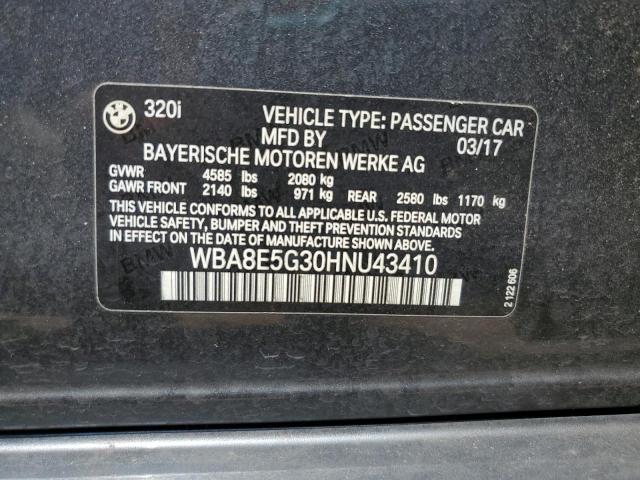 320i VEHICLE TYPE: PASSENGER CAR
MFD BY 03/17
BAYERISCHE MOTOREN WERKE AG
GVWR 4585 lbs 2080 kg
GAWR FRONT 2140 lbs 971 kg REAR 2580 lbs 1170 kg
THIS VEHICLE CONFORMS TO ALL APPLICABLE U.S. FEDERAL MOTOR
VEHICLE SAFETY, BUMPER AND THEFT PREVENTION STANDARDS
IN EFFECT ON THE DATE OF MANUFACTURE SHOWN ABOVE.
WBA8E5G30HNU43410
2 122 606